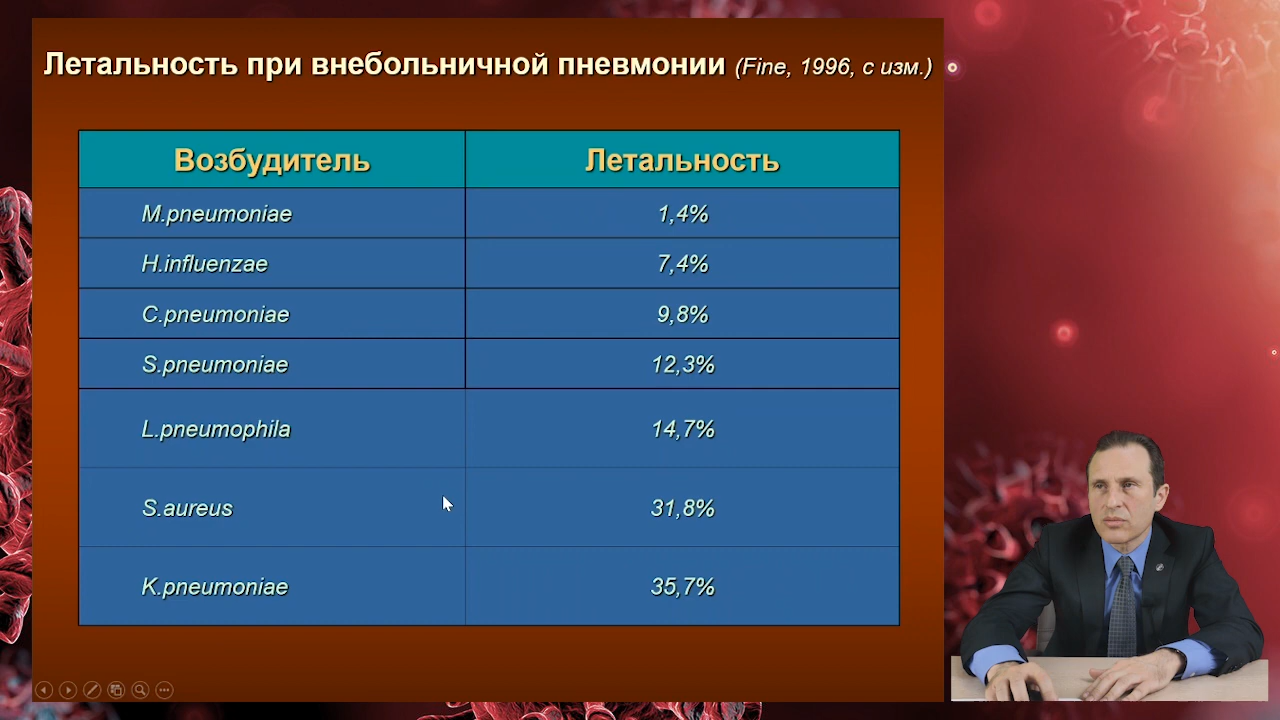 Летальность при внебольничной пневмонии (Fine, 1996, с изм.)
Возбудитель Летальность
M.pneumoniae 1,4%
H.influenzae 7,4%
C.pneumoniae 9,8%
S.pneumoniae 12,3%
L.pneumophila 14,7%
S.aureus 31,8%
K.pneumoniae 35,7%